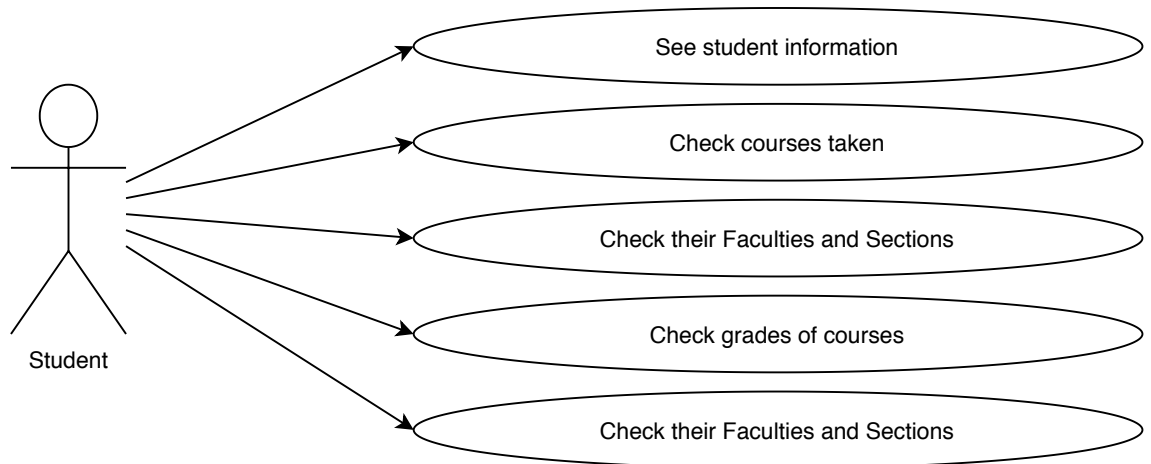 See student information
Check courses taken
Check their Faculties and Sections
Check grades of courses
Student
Check their Faculties and Sections